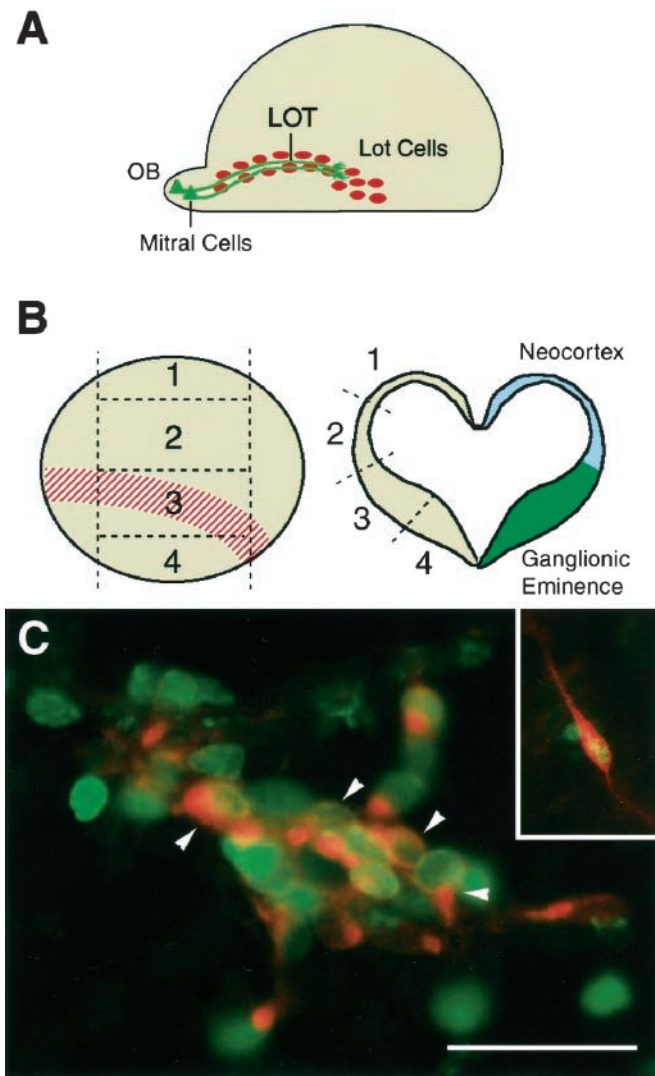 A
LOT
Lot Cells
OB
Mitral Cells
B
1
2
3
4
1
2
3
4
Neocortex
Ganglionic
Eminence
C